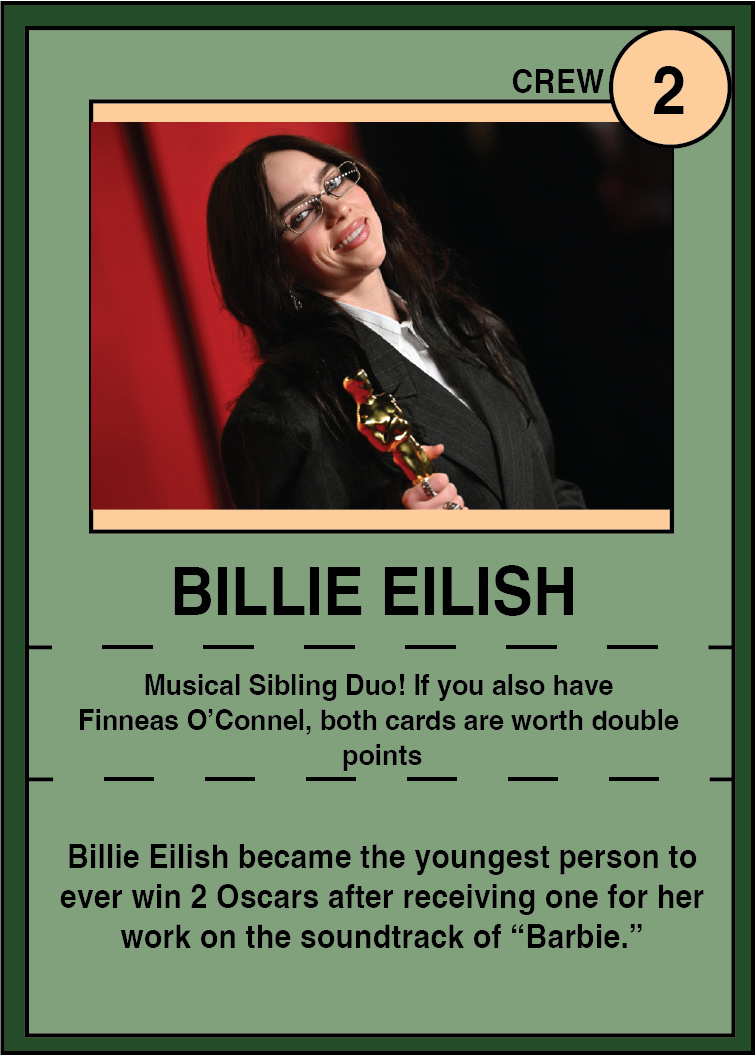 CREW 2
BILLIE EILISH
Musical Sibling Duo! If you also have
Finneas O’Connel, both cards are worth double
points
Billie Eilish became the youngest person to
ever win 2 Oscars after receiving one for her
work on the soundtrack of “Barbie.”